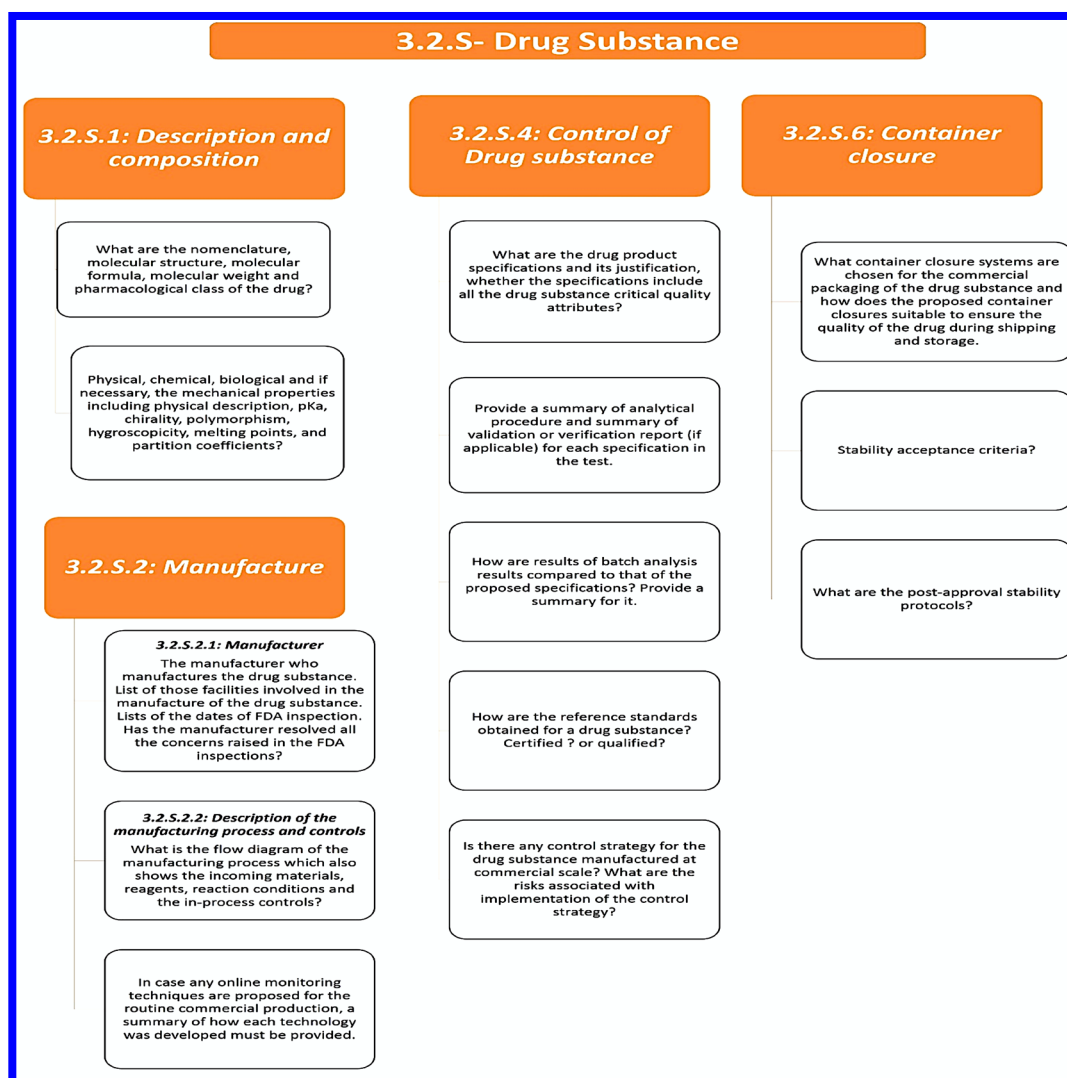 3.2.S- Drug Substance
3.2.S.1: Description and
composition
What are the nomenclature,
molecular structure, molecular
formula, molecular weight and
pharmacological class of the drug?
Physical, chemical, biological and if
necessary, the mechanical properties
including physical description, pKa,
chirality, polymorphism,
hygroscopicity, melting points, and
partition coefficients?
3.2.S.2: Manufacture
3.2.S.2.1: Manufacturer
The manufacturer who
manufactures the drug substance.
List of those facilities involved in the
manufacture of the drug substance.
Lists of the dates of FDA inspection.
Has the manufacturer resolved all
the concerns raised in the FDA
inspections?
3.2.S.2.2: Description of the
manufacturing process and controls
What is the flow diagram of the
manufacturing process which also
shows the incoming materials,
reagents, reaction conditions and
the in-process controls?
In case any online monitoring
techniques are proposed for the
routine commercial production, a
summary of how each technology
was developed must be provided.
3.2.S.4: Control of
Drug substance
What are the drug product
specifications and its justification,
whether the specifications include
all the drug substance critical quality
attributes?
Provide a summary of analytical
procedure and summary of
validation or verification report (if
applicable) for each specification in
the test.
How are results of batch analysis
results compared to that of the
proposed specifications? Provide a
summary for it.
How are the reference standards
obtained for a drug substance?
Certified ? or qualified?
Is there any control strategy for the
drug substance manufactured at
commercial scale? What are the
risks associated with
implementation of the control
strategy?
3.2.S.6: Container
closure
What container closure systems are
chosen for the commercial
packaging of the drug substance and
how does the proposed container
closures suitable to ensure the
quality of the drug during shipping
and storage.
Stability acceptance criteria?
What are the post-approval stability
protocols?